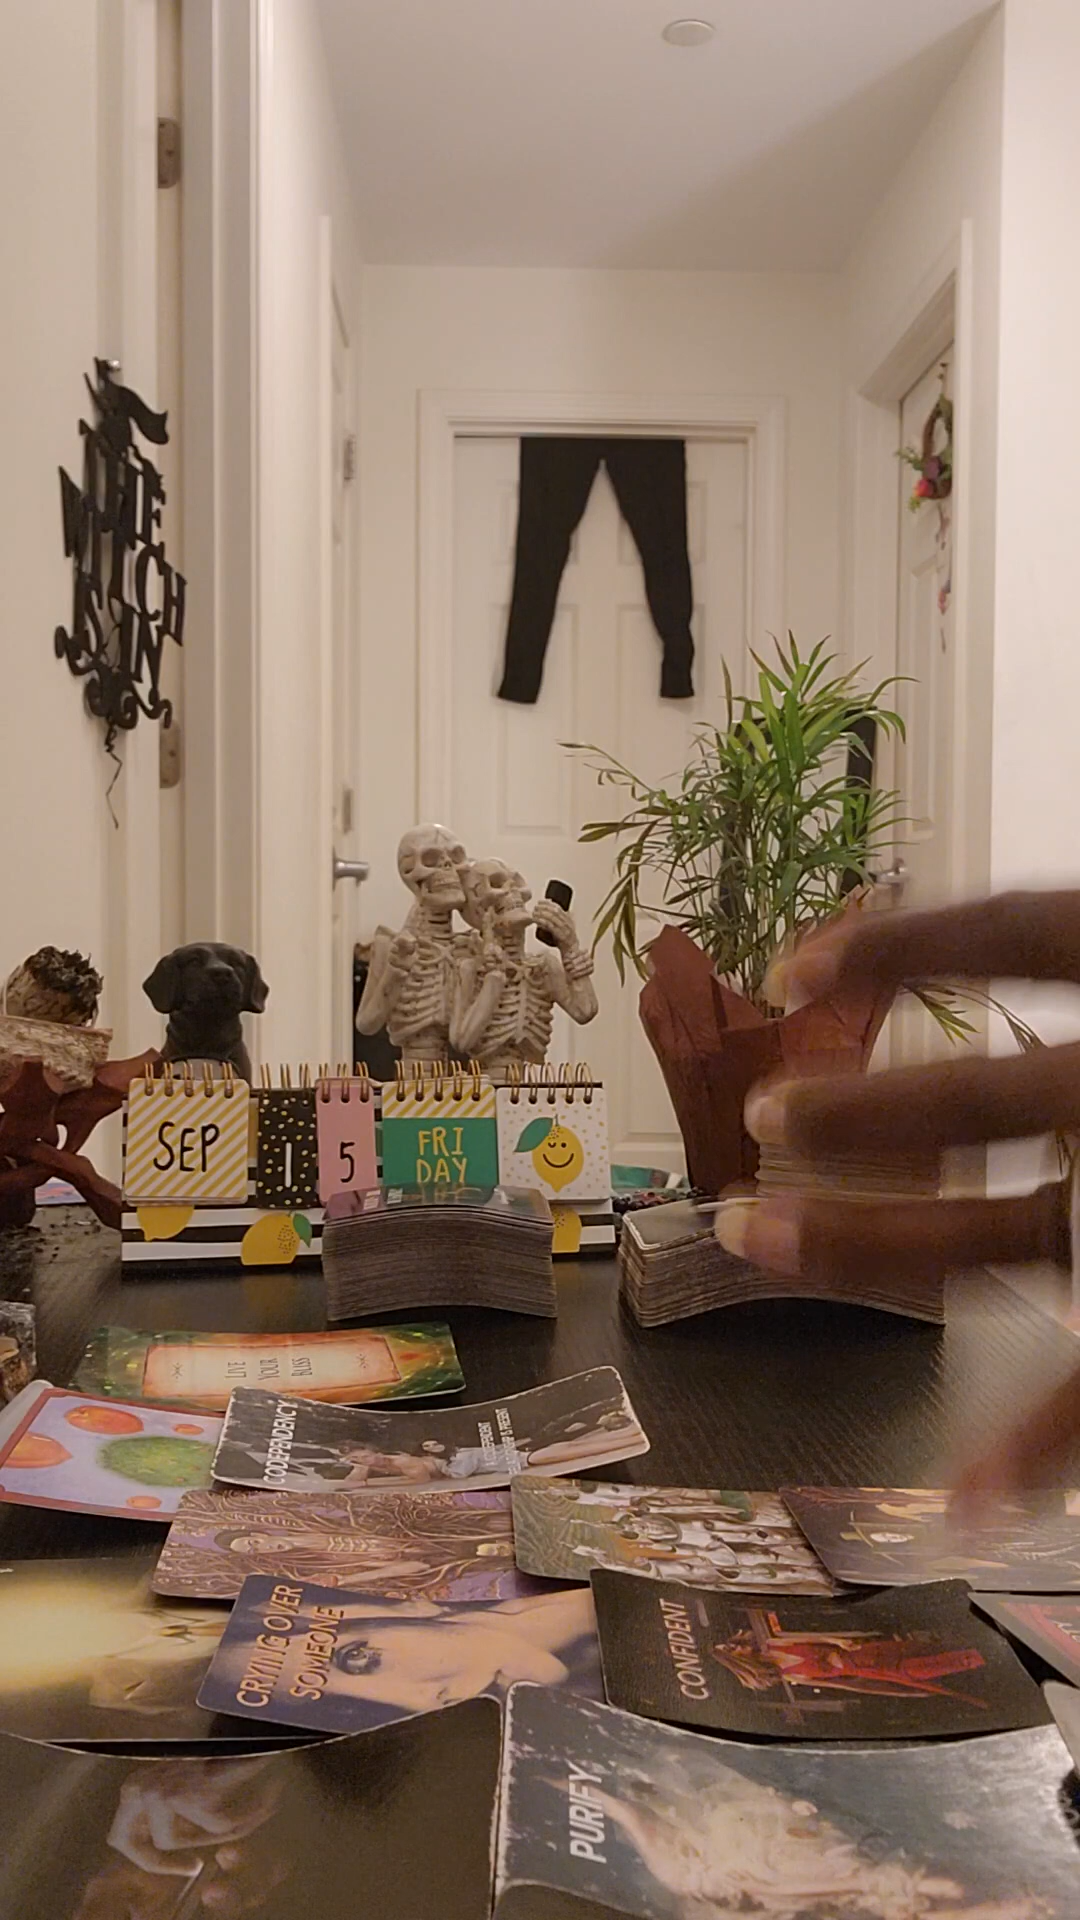 THE
WITCH
IS IN
SEP
1
5
FRI
DAY
LIVE
YOUR
BLISS
CODEPENDENCY
CRYING OVER
SOMEONE
CONFIDENT
PURIFY